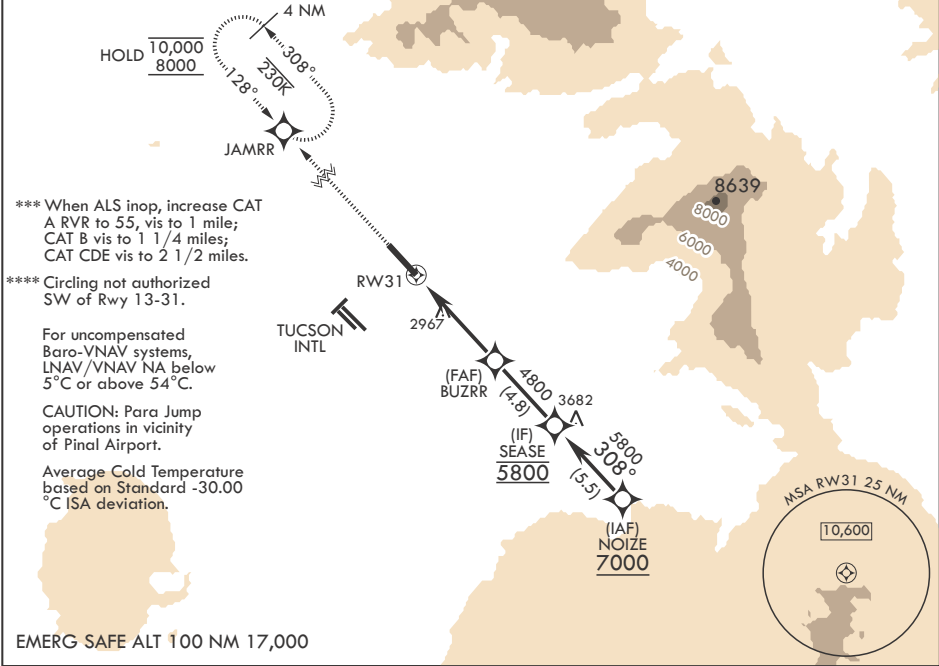 4 NM
HOLD 10,000
8000
308°
230K
128°
JAMRR
8639
8000
6000
4000
*** When ALS inop, increase CAT
A RVR to 55, vis to 1 mile;
CAT B vis to 1 1/4 miles;
CAT CDE vis to 2 1/2 miles.
**** Circling not authorized
SW of Rwy 13-31.
RW31
TUCSON
INTL
2967
For uncompensated
Baro-VNAV systems,
LNAV/VNAV NA below
5°C or above 54°C.
(FAF)
BUZRR
4800
(4.8)
3682
CAUTION: Para Jump
operations in vicinity
of Pinal Airport.
(IF)
SEASE
5800
5800
308°
(5.5)
Average Cold Temperature
based on Standard -30.00
°C ISA deviation.
(IAF)
NOIZE
7000
MSA RW31 25 NM
10,600
EMERG SAFE ALT 100 NM 17,000